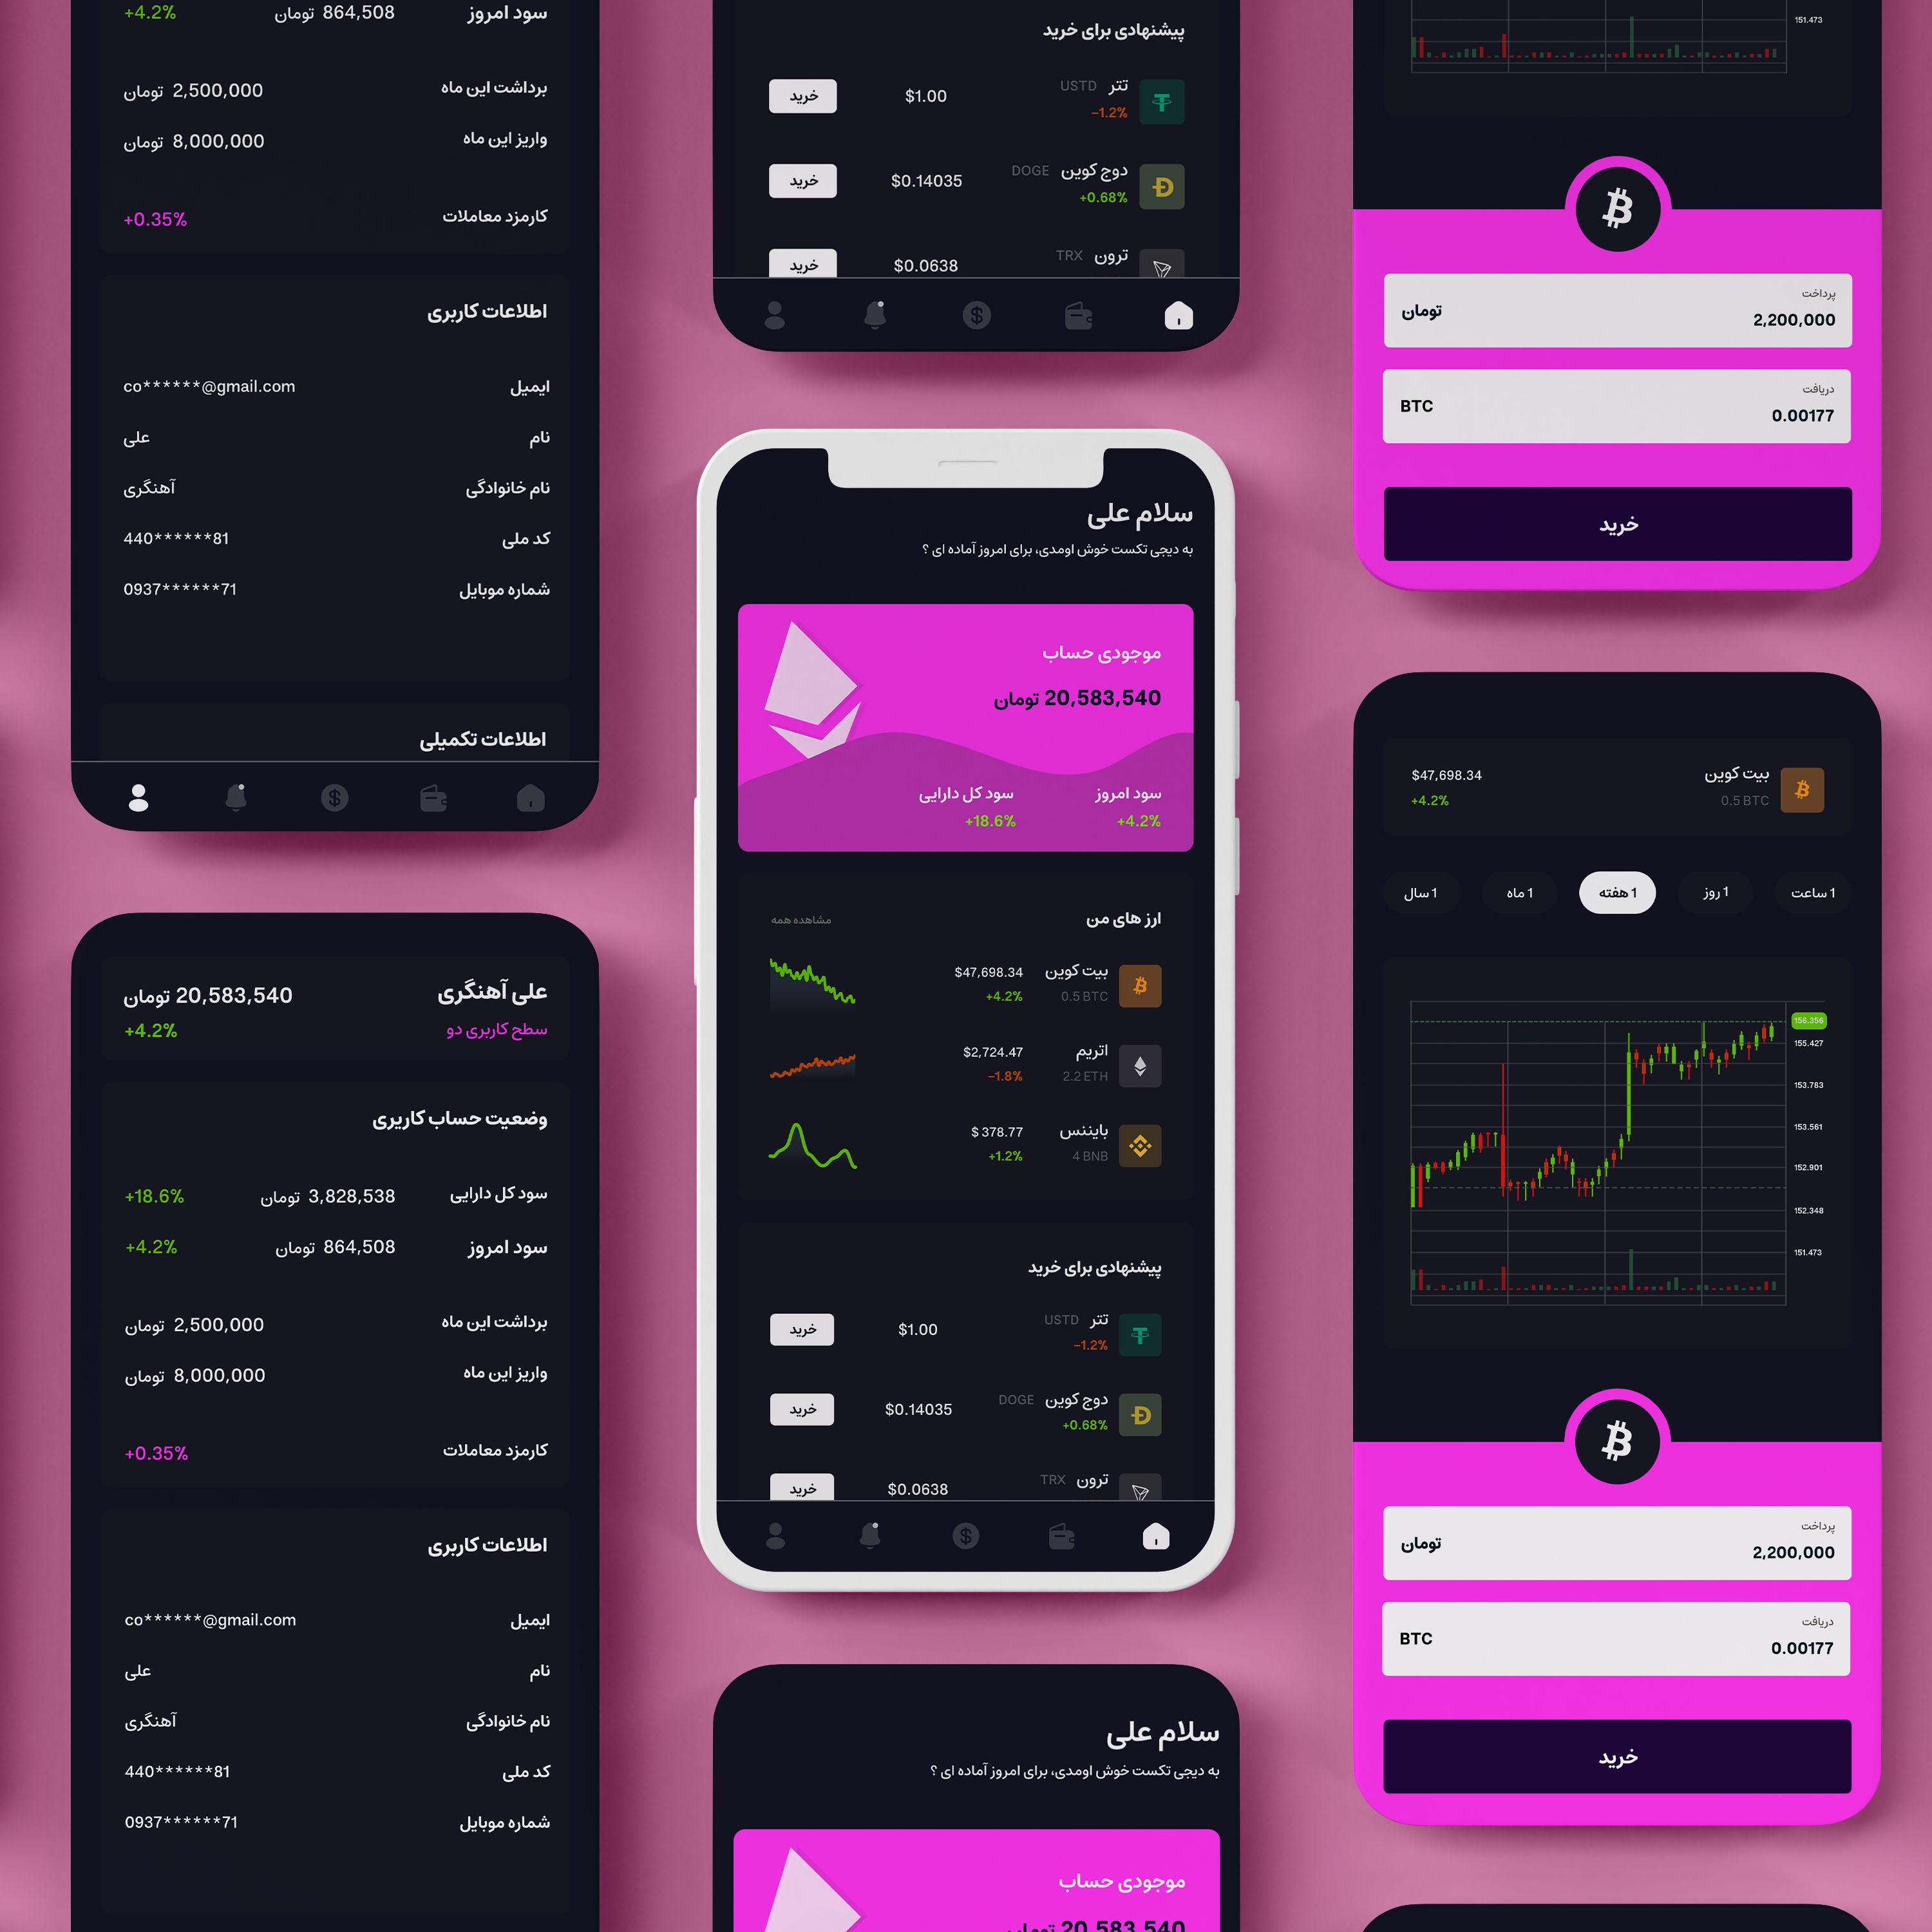 سود امروز 864,508 تومان +4.2%
برداشت این ماه 2,500,000 تومان
واریز این ماه 8,000,000 تومان
کارمزد معاملات +0.35%
اطلاعات کاربری
ایمیل co******@gmail.com
نام علی
نام خانوادگی آهنگری
کد ملی 440******81
شماره موبایل 0937******71
اطلاعات تکمیلی
علی آهنگری 20,583,540 تومان
سطح کاربری دو +4.2%
وضعیت حساب کاربری
سود کل دارایی 3,828,538 تومان +18.6%
سود امروز 864,508 تومان +4.2%
برداشت این ماه 2,500,000 تومان
واریز این ماه 8,000,000 تومان
کارمزد معاملات +0.35%
اطلاعات کاربری
ایمیل co******@gmail.com
نام علی
نام خانوادگی آهنگری
کد ملی 440******81
شماره موبایل 0937******71
پیشنهادی برای خرید
تتر USTD $1.00 خرید
−1.2%
دوج کوین DOGE $0.14035 خرید
+0.68%
ترون TRX $0.0638 خرید
سلام علی
به دیجی تکست خوش اومدی، برای امروز آماده ای ؟
موجودی حساب
20,583,540 تومان
سود امروز سود کل دارایی
+4.2% +18.6%
ارز های من مشاهده همه
بیت کوین $47,698.34
0.5 BTC +4.2%
اتریم $2,724.47
2.2 ETH −1.8%
بایننس $ 378.77
4 BNB +1.2%
پیشنهادی برای خرید
تتر USTD $1.00 خرید
−1.2%
دوج کوین DOGE $0.14035 خرید
+0.68%
ترون TRX $0.0638 خرید
سلام علی
به دیجی تکست خوش اومدی، برای امروز آماده ای ؟
موجودی حساب
20,583,540 تومان
151.473
پرداخت
2,200,000 تومان
دریافت
0.00177 BTC
خرید
بیت کوین $47,698.34
0.5 BTC +4.2%
1 ساعت 1 روز 1 هفته 1 ماه 1 سال
156.356
155.427
153.783
153.561
152.901
152.348
151.473
پرداخت
2,200,000 تومان
دریافت
0.00177 BTC
خرید